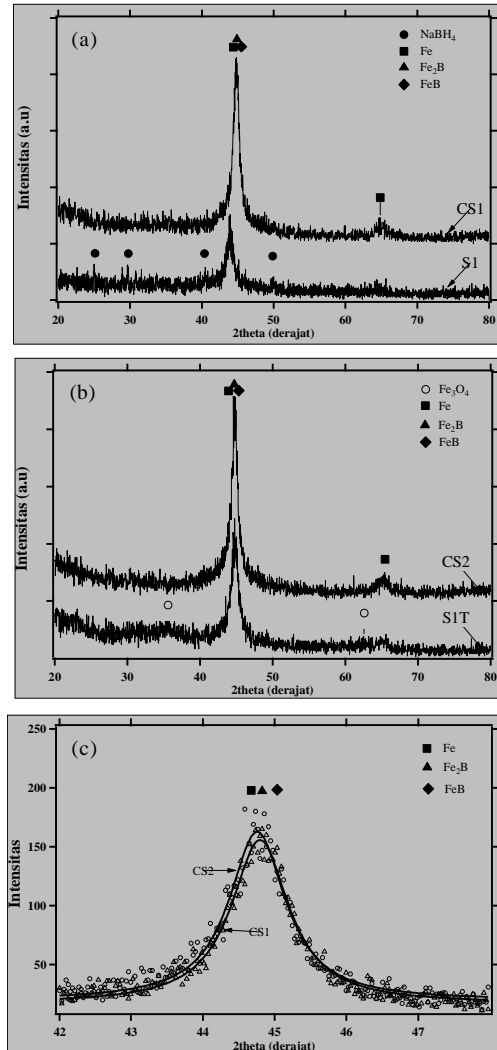 (a)
● NaBH₄
■ Fe
▲ Fe₂B
◆ FeB
Intensitas (a.u)
CS1
S1
20 30 40 50 60 70 80
2theta (derajat)
(b)
○ Fe₃O₄
■ Fe
▲ Fe₂B
◆ FeB
Intensitas (a.u)
CS2
S1T
20 30 40 50 60 70 80
2theta (derajat)
(c)
■ Fe
▲ Fe₂B
◆ FeB
250
200
150
100
50
Intensitas
CS2
CS1
42 43 44 45 46 47
2theta (derajat)